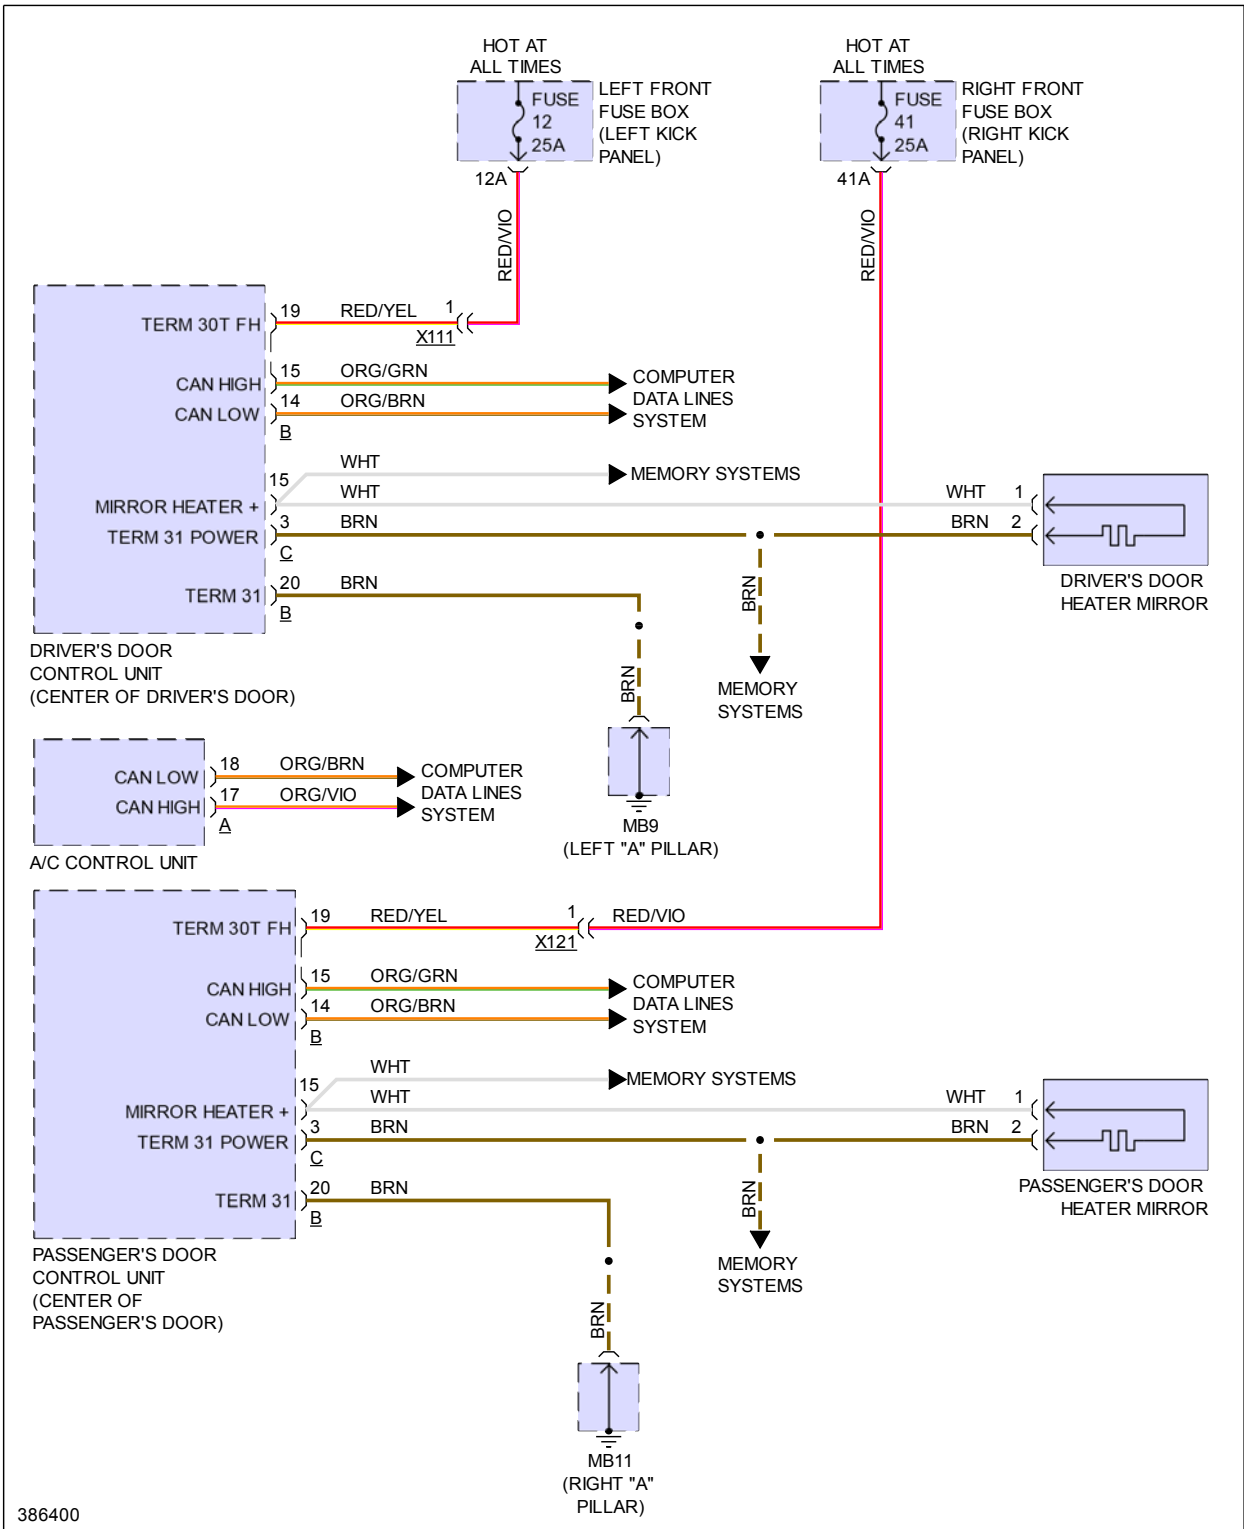 HOT AT
ALL TIMES
FUSE
12
25A
LEFT FRONT
FUSE BOX
(LEFT KICK
PANEL)
12A
RED/VIO
HOT AT
ALL TIMES
FUSE
41
25A
RIGHT FRONT
FUSE BOX
(RIGHT KICK
PANEL)
41A
RED/VIO
TERM 30T FH
19
RED/YEL
1
X111
CAN HIGH
15
ORG/GRN
CAN LOW
14
ORG/BRN
B
COMPUTER
DATA LINES
SYSTEM
15
WHT
MEMORY SYSTEMS
MIRROR HEATER +
WHT
WHT
1
TERM 31 POWER
3
BRN
BRN
2
C
BRN
MEMORY
SYSTEMS
DRIVER'S DOOR
HEATER MIRROR
TERM 31
20
BRN
B
BRN
MB9
(LEFT "A" PILLAR)
DRIVER'S DOOR
CONTROL UNIT
(CENTER OF DRIVER'S DOOR)
CAN LOW
18
ORG/BRN
CAN HIGH
17
ORG/VIO
A
COMPUTER
DATA LINES
SYSTEM
A/C CONTROL UNIT
TERM 30T FH
19
RED/YEL
1
X121
RED/VIO
CAN HIGH
15
ORG/GRN
CAN LOW
14
ORG/BRN
B
COMPUTER
DATA LINES
SYSTEM
15
WHT
MEMORY SYSTEMS
MIRROR HEATER +
WHT
WHT
1
TERM 31 POWER
3
BRN
BRN
2
C
BRN
MEMORY
SYSTEMS
PASSENGER'S DOOR
HEATER MIRROR
TERM 31
20
BRN
B
BRN
MB11
(RIGHT "A"
PILLAR)
PASSENGER'S DOOR
CONTROL UNIT
(CENTER OF
PASSENGER'S DOOR)
386400